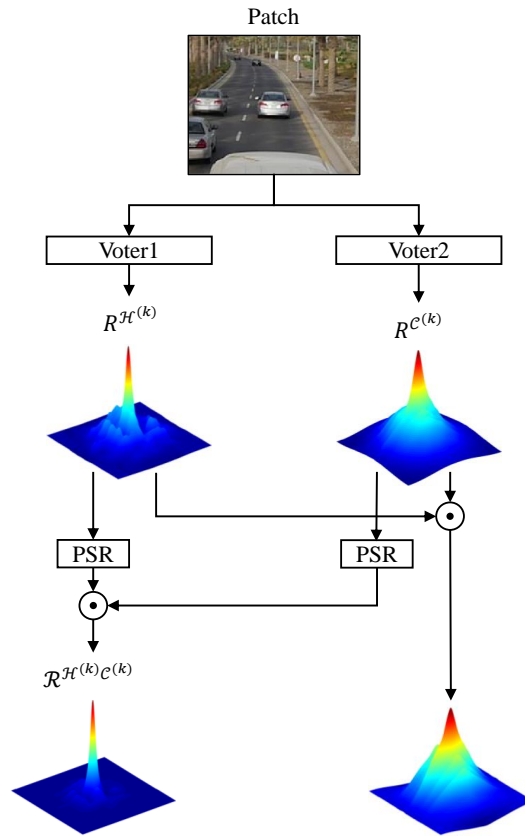 Patch
Voter1
Voter2
R^{ℋ^{(k)}}
R^{𝒞^{(k)}}
PSR
PSR
ℛ^{ℋ^{(k)}𝒞^{(k)}}